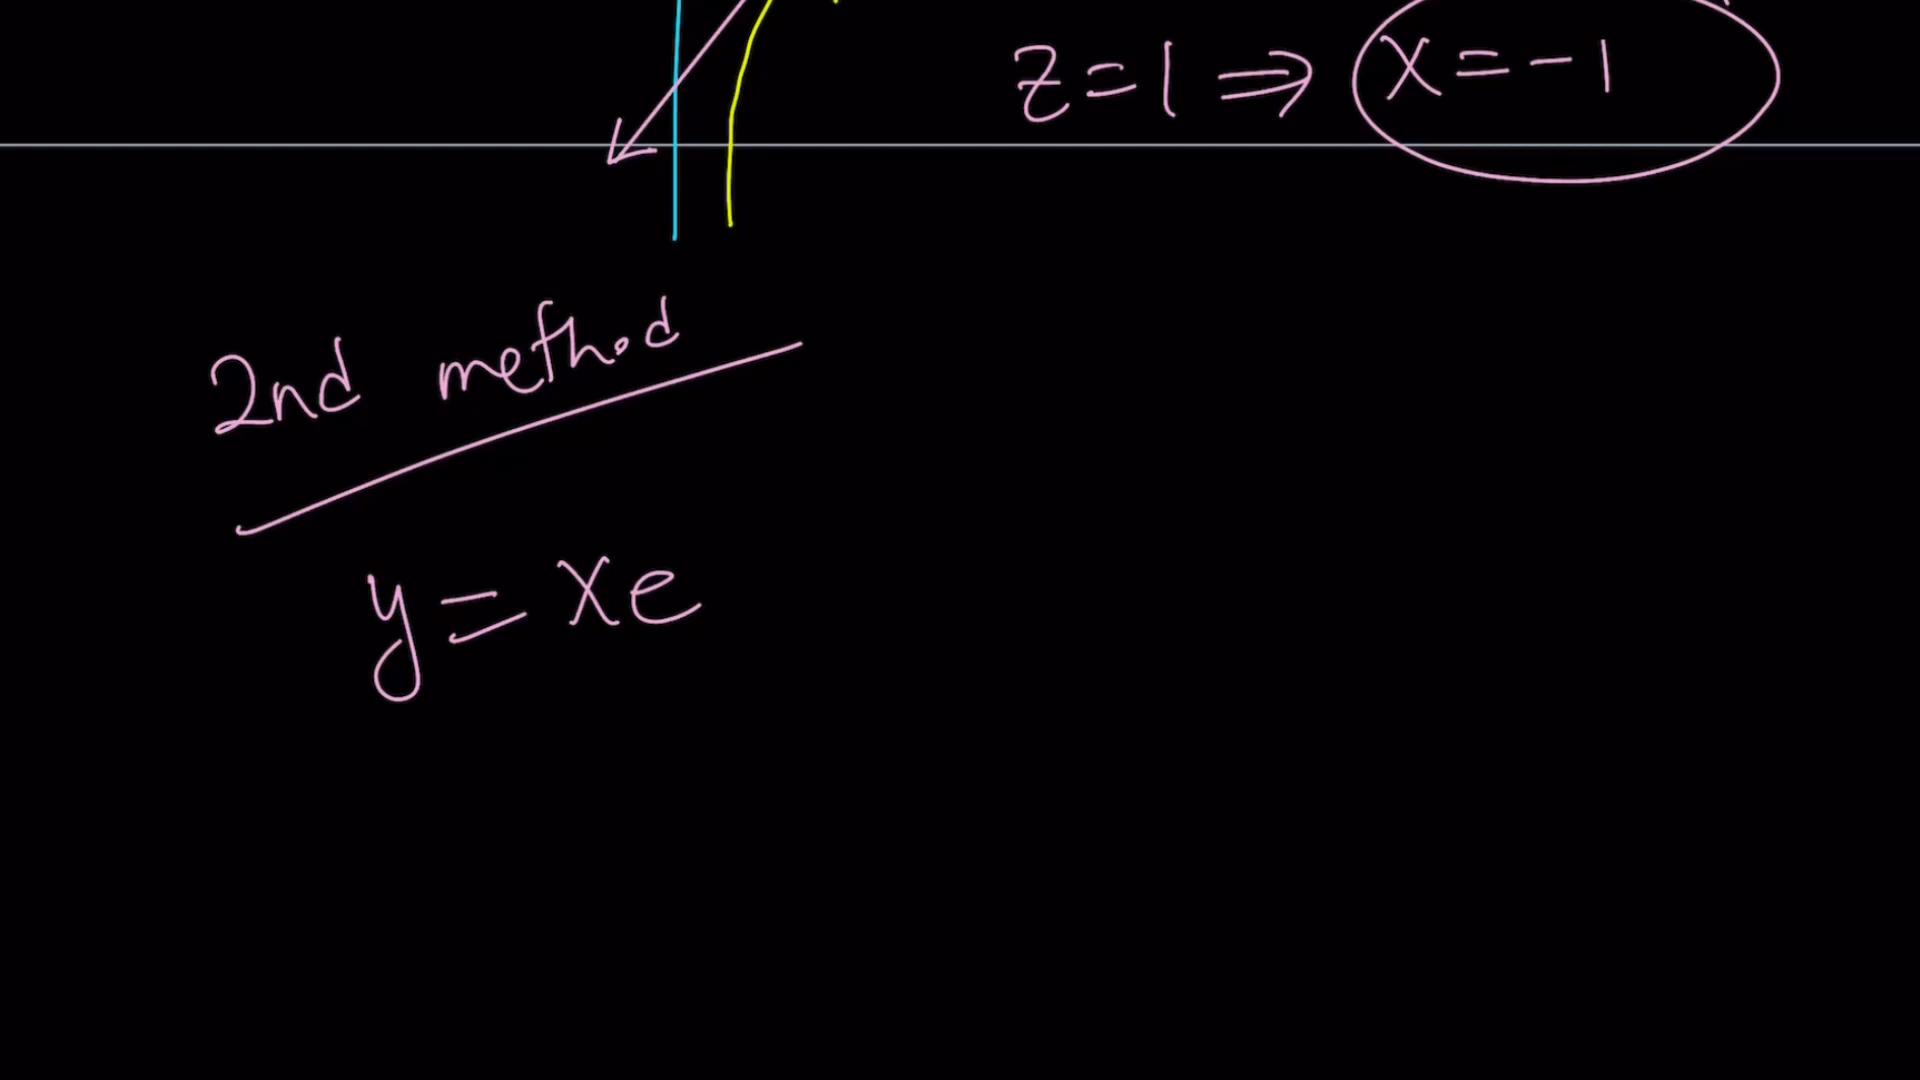 z=1 ⇒ x=-1
2nd method
y=xe